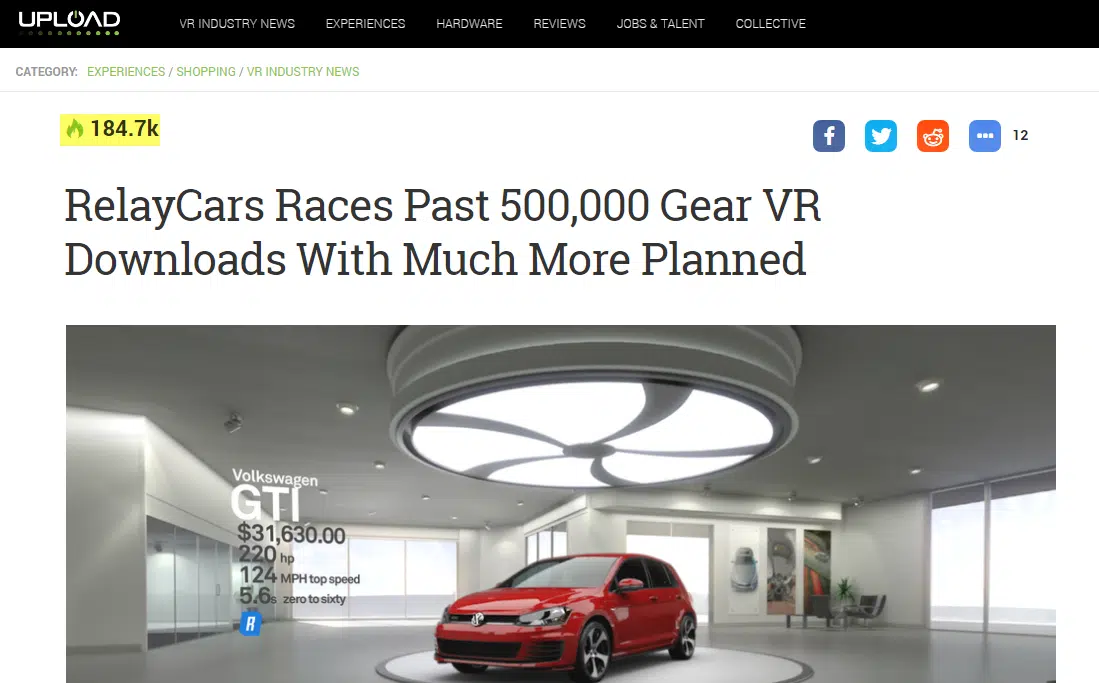 UPLOAD
VR INDUSTRY NEWS EXPERIENCES HARDWARE REVIEWS JOBS & TALENT COLLECTIVE
CATEGORY: EXPERIENCES / SHOPPING / VR INDUSTRY NEWS
184.7k
12
RelayCars Races Past 500,000 Gear VR
Downloads With Much More Planned
Volkswagen
GTI
$31,630.00
220 hp
124 MPH top speed
5.6s zero to sixty
R